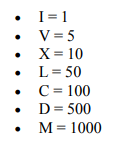 • I = 1
• V = 5
• X = 10
• L = 50
• C = 100
• D = 500
• M = 1000